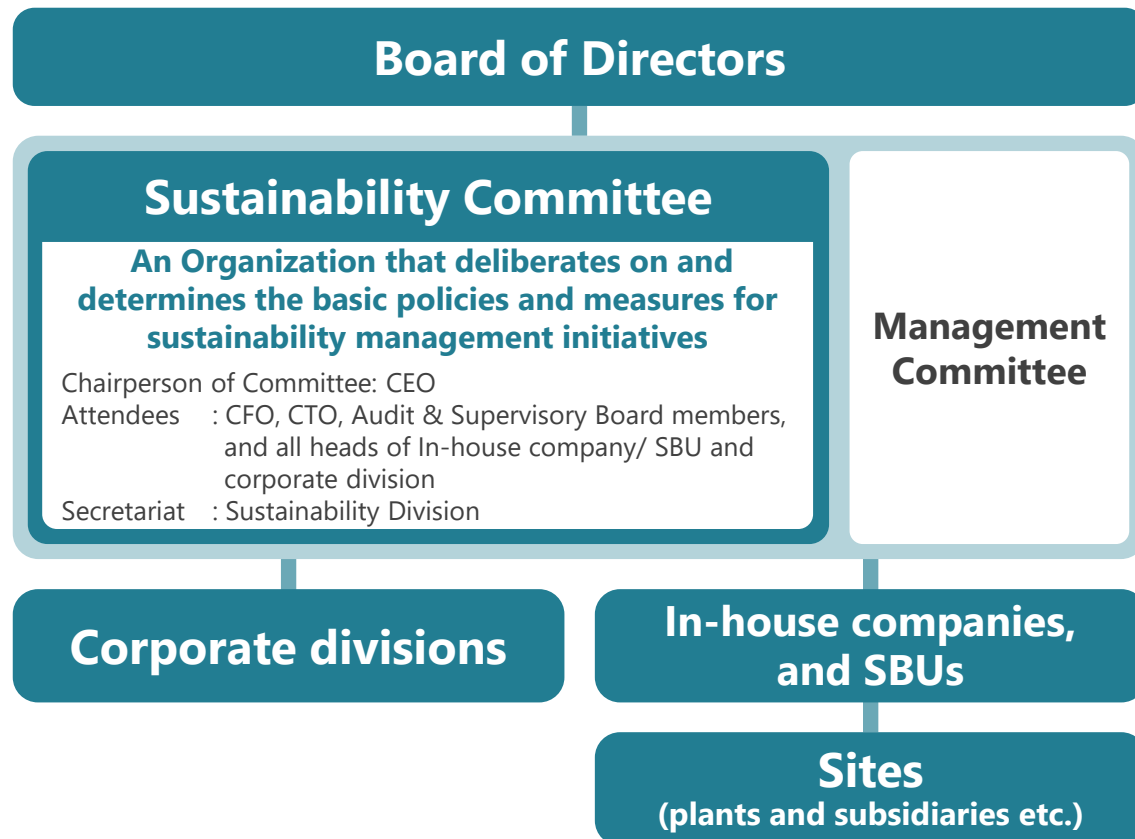 Board of Directors
Sustainability Committee
An Organization that deliberates on and
determines the basic policies and measures for
sustainability management initiatives
Chairperson of Committee: CEO
Attendees : CFO, CTO, Audit & Supervisory Board members,
and all heads of In-house company/ SBU and
corporate division
Secretariat : Sustainability Division
Management
Committee
Corporate divisions
In-house companies,
and SBUs
Sites
(plants and subsidiaries etc.)